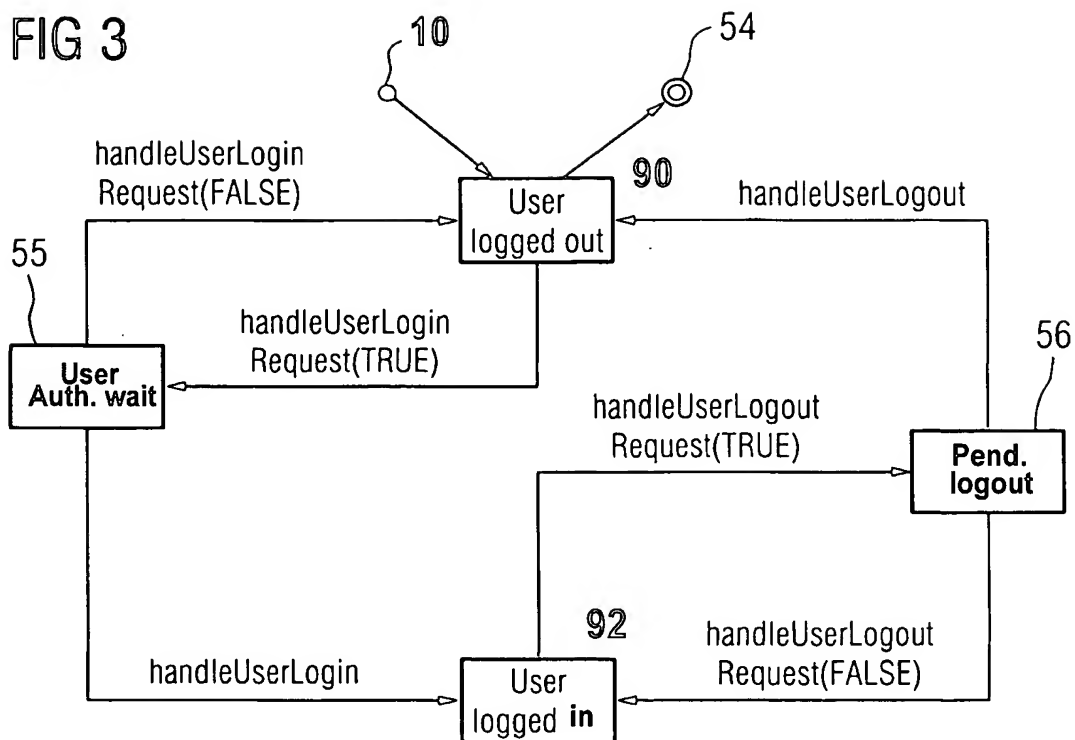 FIG 3
10
54
handleUserLogin
Request(FALSE)
90
User
logged out
handleUserLogout
55
handleUserLogin
Request(TRUE)
User
Auth. wait
56
handleUserLogout
Request(TRUE)
Pend.
logout
92
handleUserLogout
Request(FALSE)
handleUserLogin
User
logged in